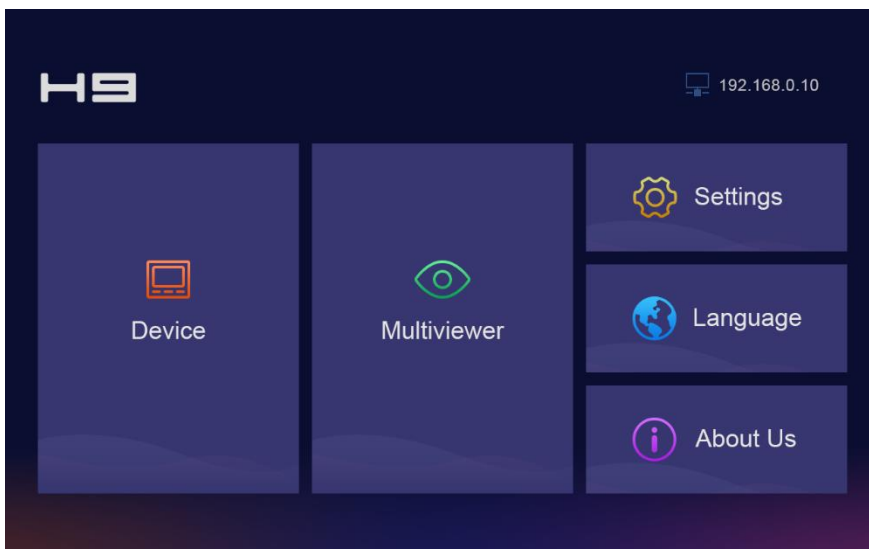 H9
192.168.0.10
Device
Multiviewer
Settings
Language
About Us